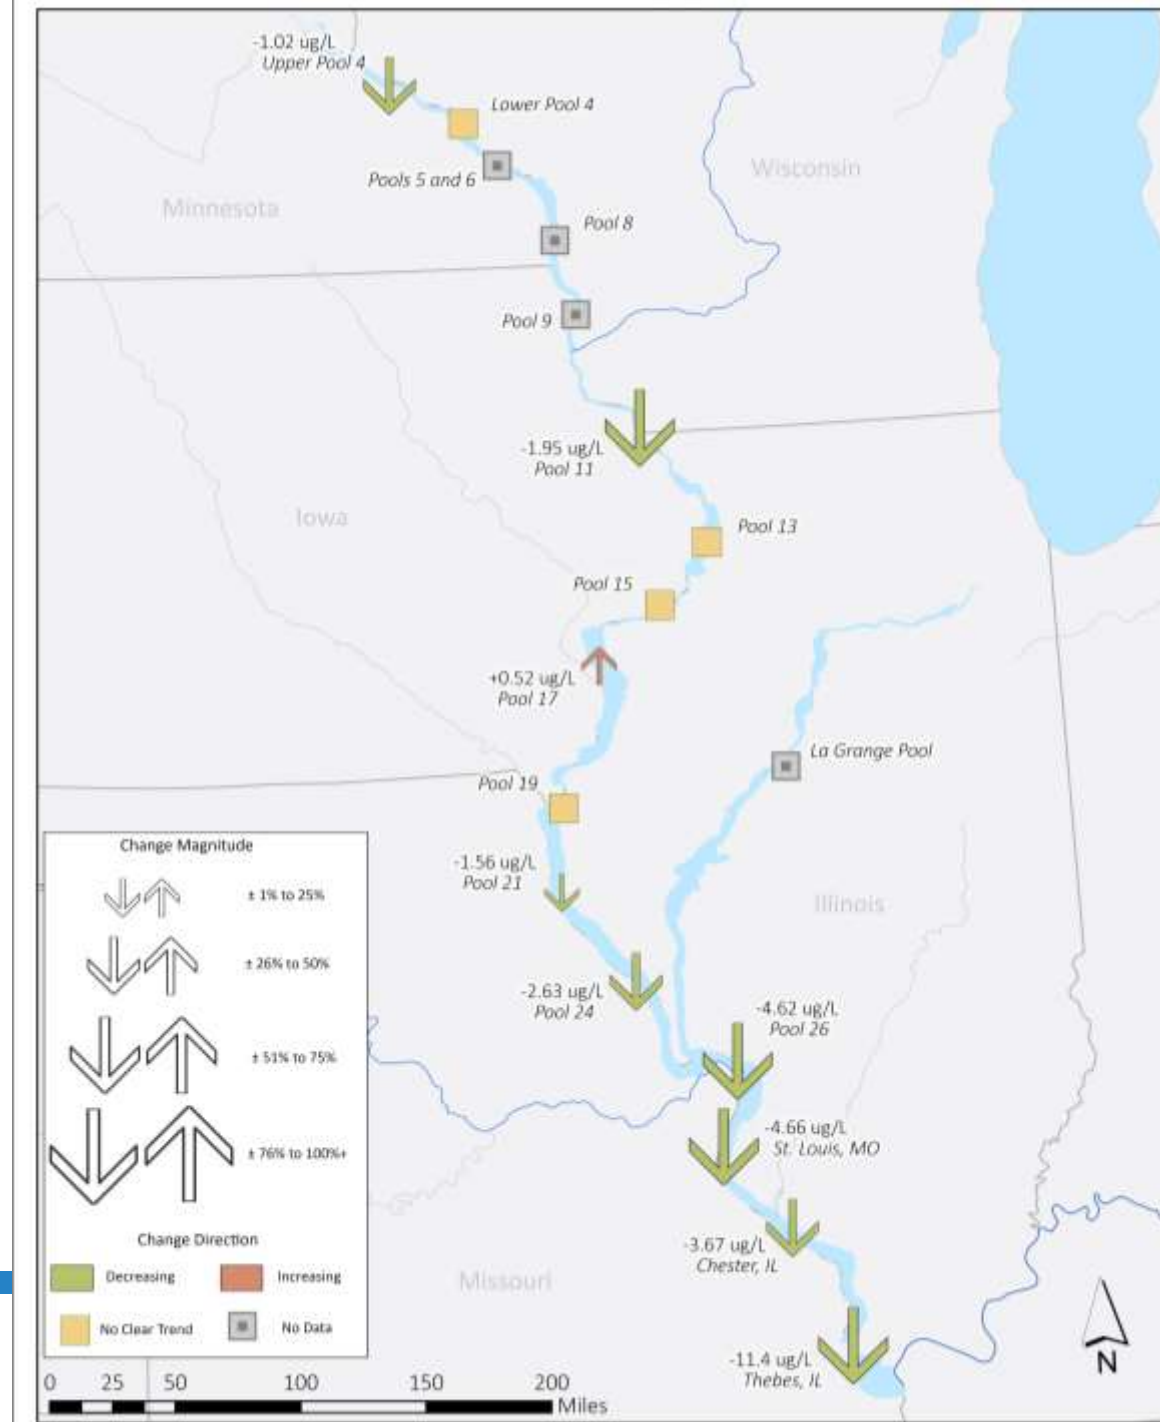 -1.02 ug/L
Upper Pool 4
Lower Pool 4
Wisconsin
Pools 5 and 6
Minnesota
Pool 8
Pool 9
-1.95 ug/L
Pool 11
Iowa
Pool 13
Pool 15
+0.52 ug/L
Pool 17
La Grange Pool
Pool 19
-1.56 ug/L
Pool 21
Illinois
-2.63 ug/L
Pool 24
-4.62 ug/L
Pool 26
-4.66 ug/L
St. Louis, MO
-3.67 ug/L
Chester, IL
Missouri
-11.4 ug/L
Thebes, IL
Change Magnitude
± 1% to 25%
± 26% to 50%
± 51% to 75%
± 76% to 100%+
Change Direction
Decreasing
Increasing
No Clear Trend
No Data
N
0 25 50 100 150 200
Miles